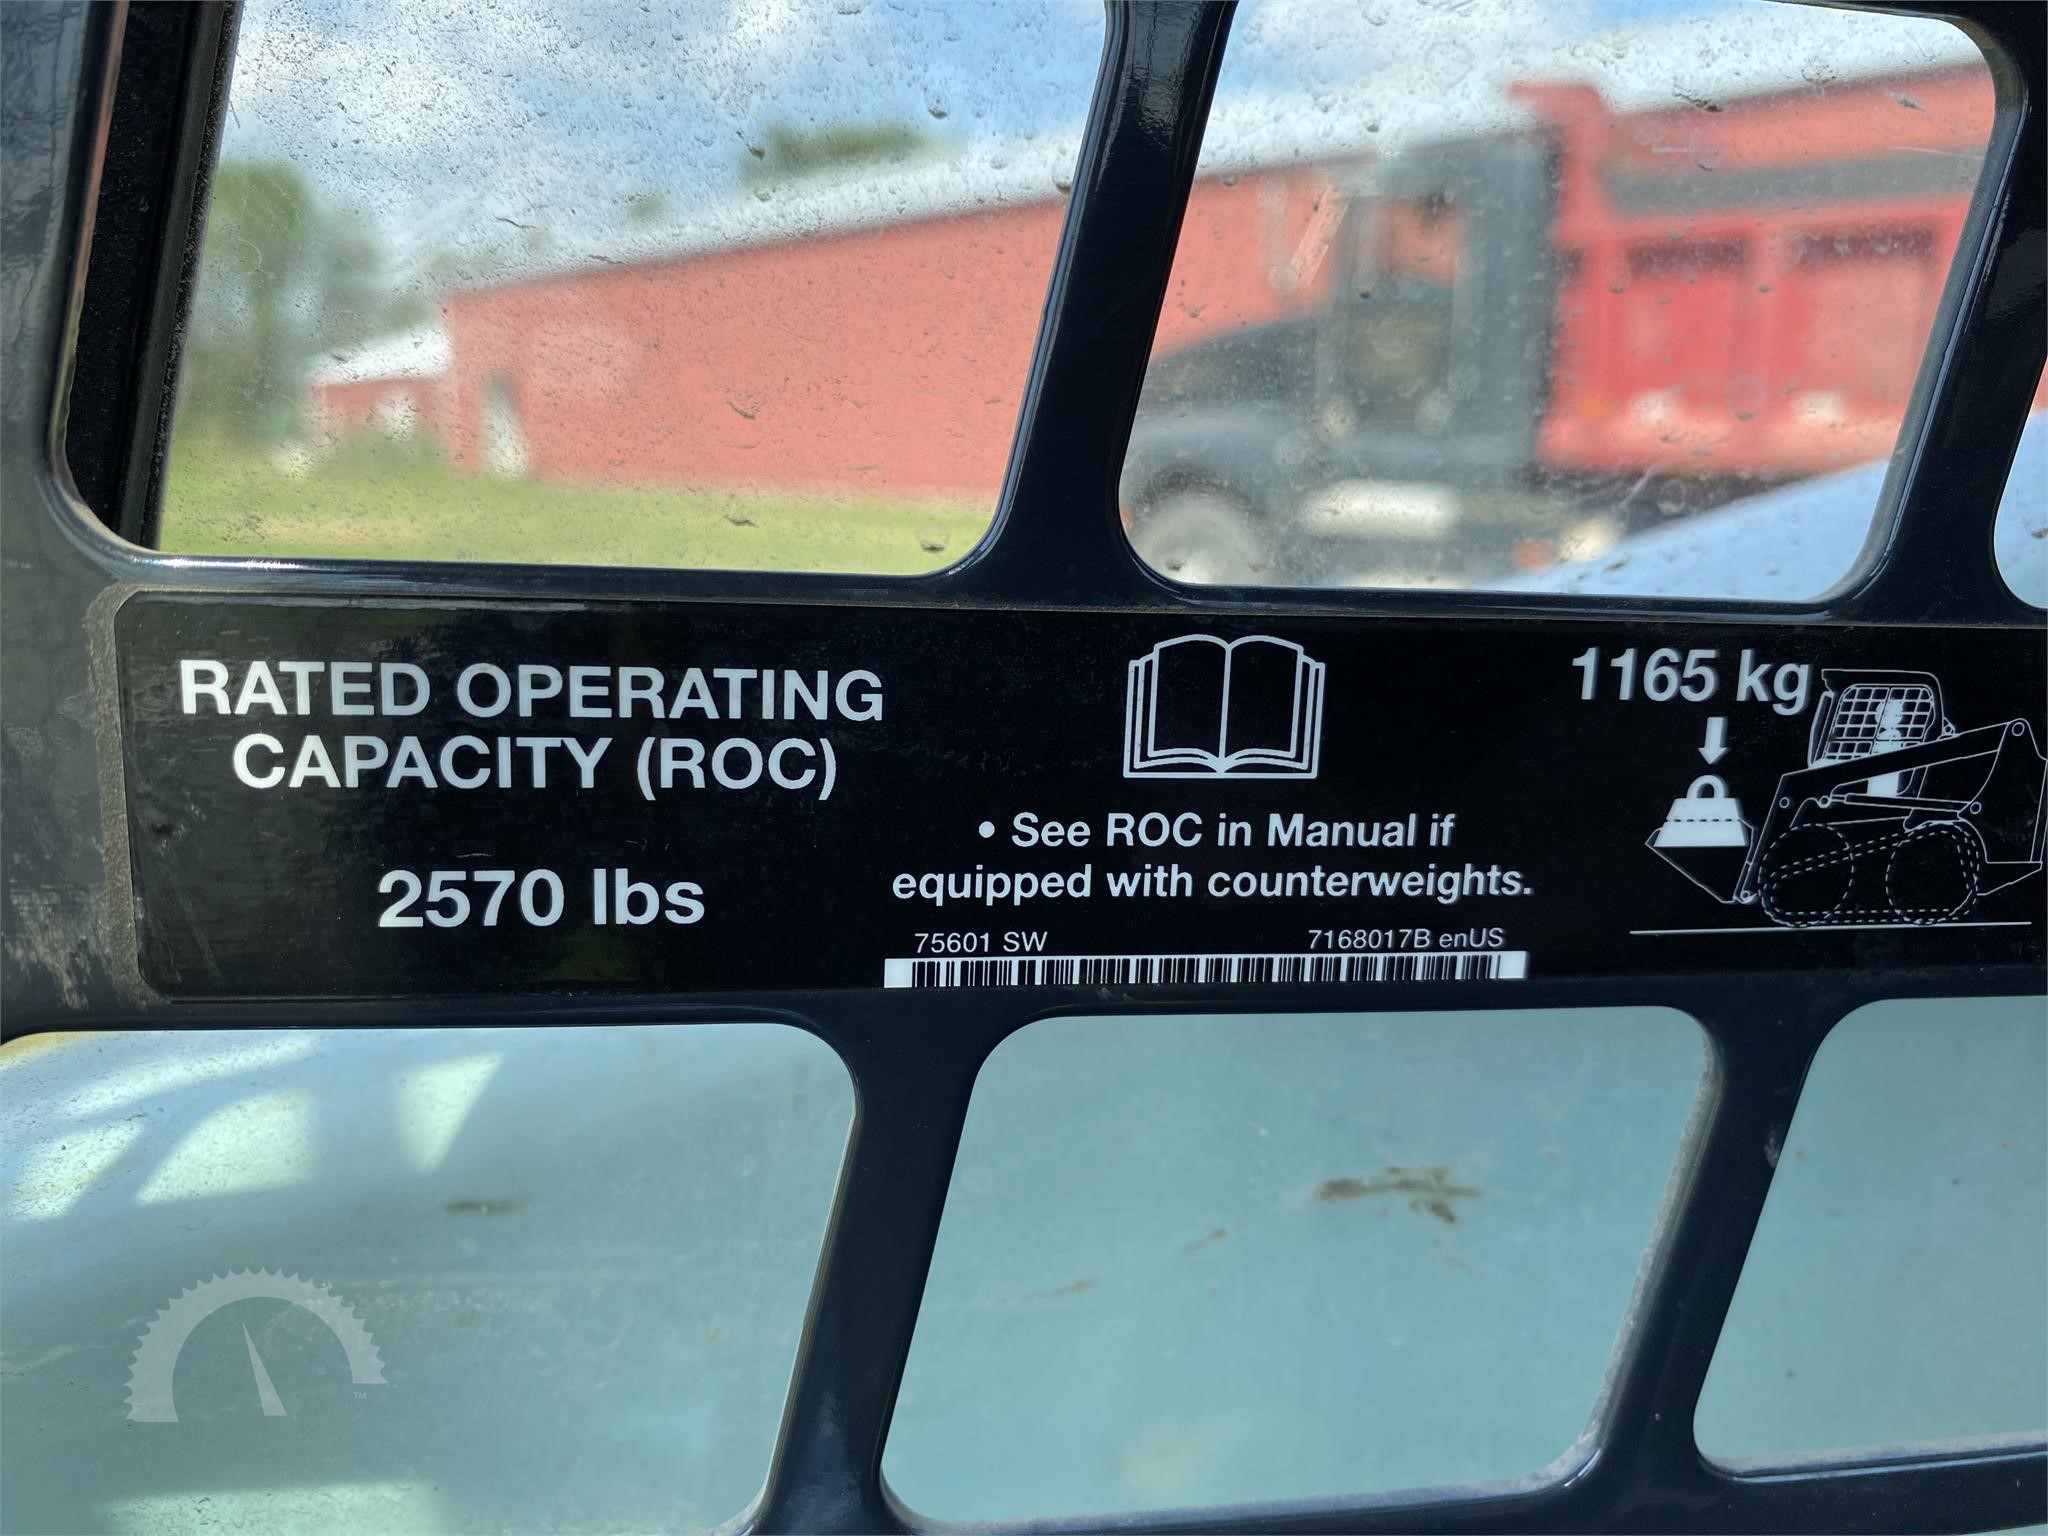 RATED OPERATING
CAPACITY (ROC)
2570 lbs
• See ROC in Manual if
equipped with counterweights.
75601 SW
7168017B enUS
1165 kg
TM